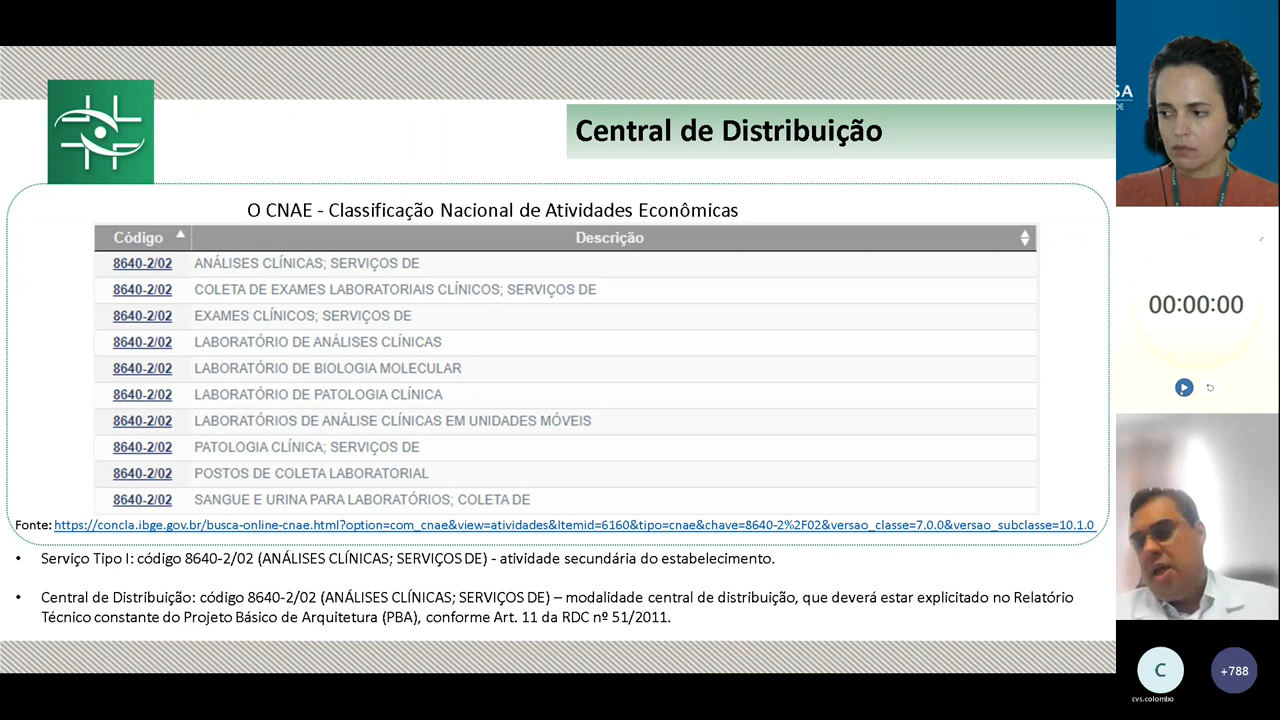 Central de Distribuição
O CNAE - Classificação Nacional de Atividades Econômicas
Código Descrição
8640-2/02 ANÁLISES CLÍNICAS; SERVIÇOS DE
8640-2/02 COLETA DE EXAMES LABORATORIAIS CLÍNICOS; SERVIÇOS DE
8640-2/02 EXAMES CLÍNICOS; SERVIÇOS DE
8640-2/02 LABORATÓRIO DE ANÁLISES CLÍNICAS
8640-2/02 LABORATÓRIO DE BIOLOGIA MOLECULAR
8640-2/02 LABORATÓRIO DE PATOLOGIA CLÍNICA
8640-2/02 LABORATÓRIOS DE ANÁLISE CLÍNICAS EM UNIDADES MÓVEIS
8640-2/02 PATOLOGIA CLÍNICA; SERVIÇOS DE
8640-2/02 POSTOS DE COLETA LABORATORIAL
8640-2/02 SANGUE E URINA PARA LABORATÓRIOS; COLETA DE
Fonte: https://concla.ibge.gov.br/busca-online-cnae.html?option=com_cnae&view=atividades&Itemid=6160&tipo=cnae&chave=8640-2%2F02&versao_classe=7.0.0&versao_subclasse=10.1.0
• Serviço Tipo I: código 8640-2/02 (ANÁLISES CLÍNICAS; SERVIÇOS DE) - atividade secundária do estabelecimento.
• Central de Distribuição: código 8640-2/02 (ANÁLISES CLÍNICAS; SERVIÇOS DE) – modalidade central de distribuição, que deverá estar explicitado no Relatório
Técnico constante do Projeto Básico de Arquitetura (PBA), conforme Art. 11 da RDC nº 51/2011.
SA
DE
00:00:00
C
+788
cvs.colombo